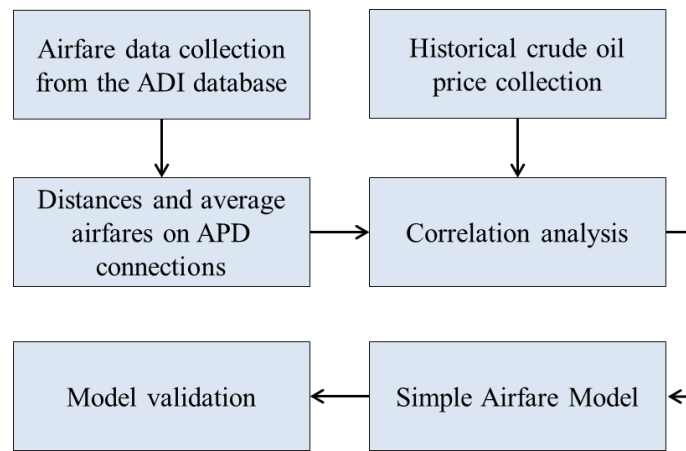 Airfare data collection
from the ADI database
Historical crude oil
price collection
Distances and average
airfares on APD
connections
Correlation analysis
Model validation
Simple Airfare Model